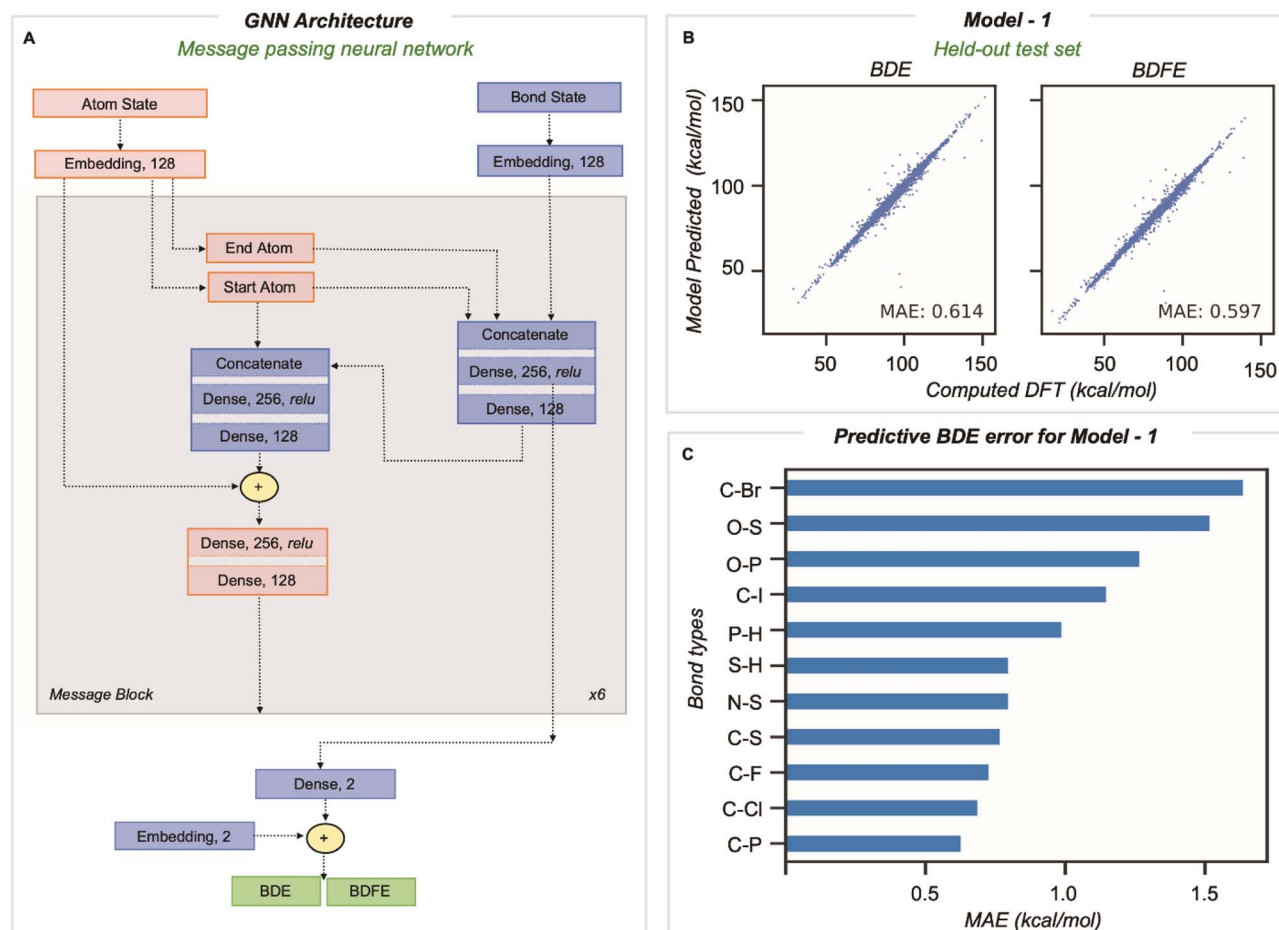 GNN Architecture
A
Message passing neural network
Atom State
Bond State
Embedding, 128
Embedding, 128
End Atom
Start Atom
Concatenate
Dense, 256, relu
Dense, 128
Concatenate
Dense, 256, relu
Dense, 128
+
Dense, 256, relu
Dense, 128
Message Block
x6
Dense, 2
Embedding, 2
+
BDE
BDFE
Model - 1
B
Held-out test set
BDE
BDFE
Model Predicted (kcal/mol)
150
100
50
MAE: 0.614
MAE: 0.597
50
100
150
50
100
150
Computed DFT (kcal/mol)
Predictive BDE error for Model - 1
C
Bond types
C-Br
O-S
O-P
C-I
P-H
S-H
N-S
C-S
C-F
C-Cl
C-P
0.5
1.0
1.5
MAE (kcal/mol)